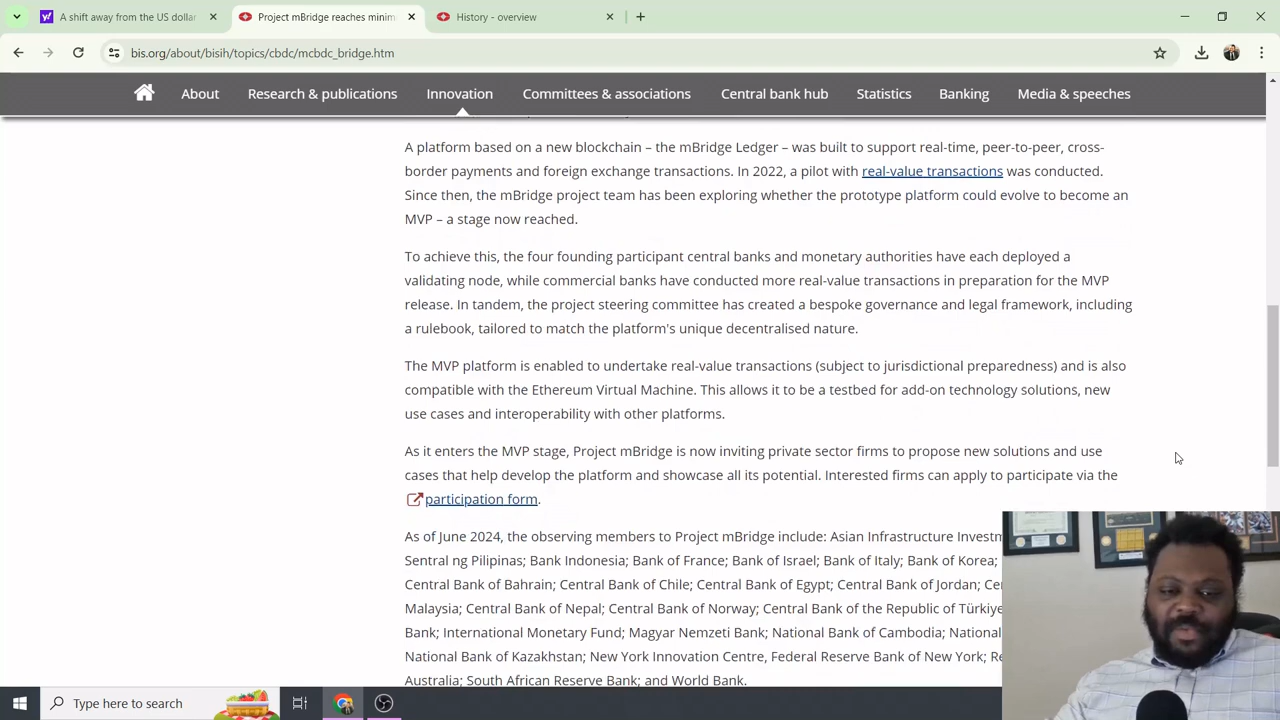 A shift away from the US dollar
Project mBridge reaches minim
History - overview
bis.org/about/bisih/topics/cbdc/mcbdc_bridge.htm
About
Research & publications
Innovation
Committees & associations
Central bank hub
Statistics
Banking
Media & speeches
A platform based on a new blockchain – the mBridge Ledger – was built to support real-time, peer-to-peer, cross-
border payments and foreign exchange transactions. In 2022, a pilot with real-value transactions was conducted.
Since then, the mBridge project team has been exploring whether the prototype platform could evolve to become an
MVP – a stage now reached.
To achieve this, the four founding participant central banks and monetary authorities have each deployed a
validating node, while commercial banks have conducted more real-value transactions in preparation for the MVP
release. In tandem, the project steering committee has created a bespoke governance and legal framework, including
a rulebook, tailored to match the platform's unique decentralised nature.
The MVP platform is enabled to undertake real-value transactions (subject to jurisdictional preparedness) and is also
compatible with the Ethereum Virtual Machine. This allows it to be a testbed for add-on technology solutions, new
use cases and interoperability with other platforms.
As it enters the MVP stage, Project mBridge is now inviting private sector firms to propose new solutions and use
cases that help develop the platform and showcase all its potential. Interested firms can apply to participate via the
participation form.
As of June 2024, the observing members to Project mBridge include: Asian Infrastructure Investm
Sentral ng Pilipinas; Bank Indonesia; Bank of France; Bank of Israel; Bank of Italy; Bank of Korea;
Central Bank of Bahrain; Central Bank of Chile; Central Bank of Egypt; Central Bank of Jordan; Ce
Malaysia; Central Bank of Nepal; Central Bank of Norway; Central Bank of the Republic of Türkiye
Bank; International Monetary Fund; Magyar Nemzeti Bank; National Bank of Cambodia; National
National Bank of Kazakhstan; New York Innovation Centre, Federal Reserve Bank of New York; Re
Australia; South African Reserve Bank; and World Bank.
Type here to search